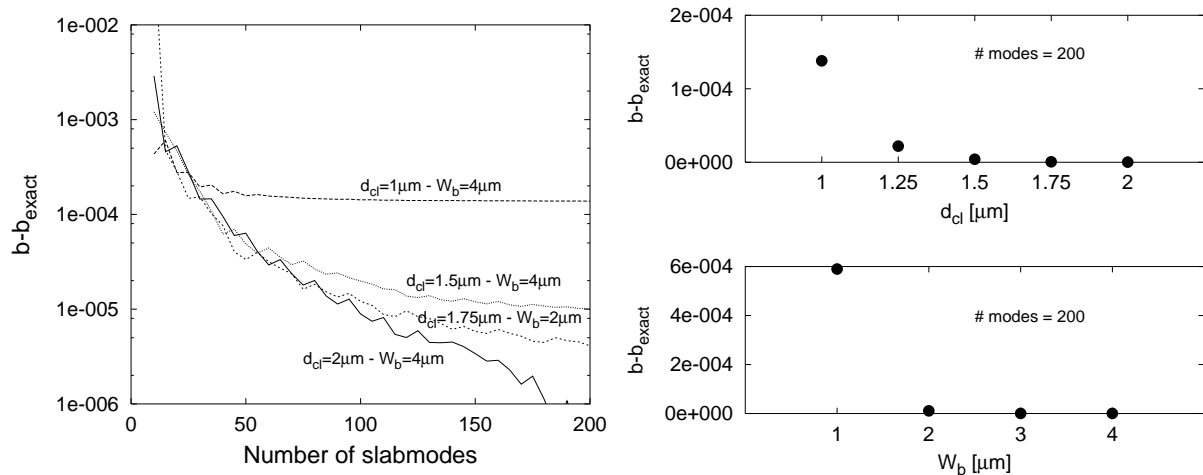 1e-002
1e-003
1e-004
1e-005
1e-006
b-b_exact
0
50
100
150
200
Number of slabmodes
d_cl=1μm - W_b=4μm
d_cl=1.5μm - W_b=4μm
d_cl=1.75μm - W_b=2μm
d_cl=2μm - W_b=4μm
2e-004
1e-004
0e+000
b-b_exact
# modes = 200
1
1.25
1.5
1.75
2
d_cl [μm]
6e-004
4e-004
2e-004
0e+000
b-b_exact
# modes = 200
1
2
3
4
W_b [μm]